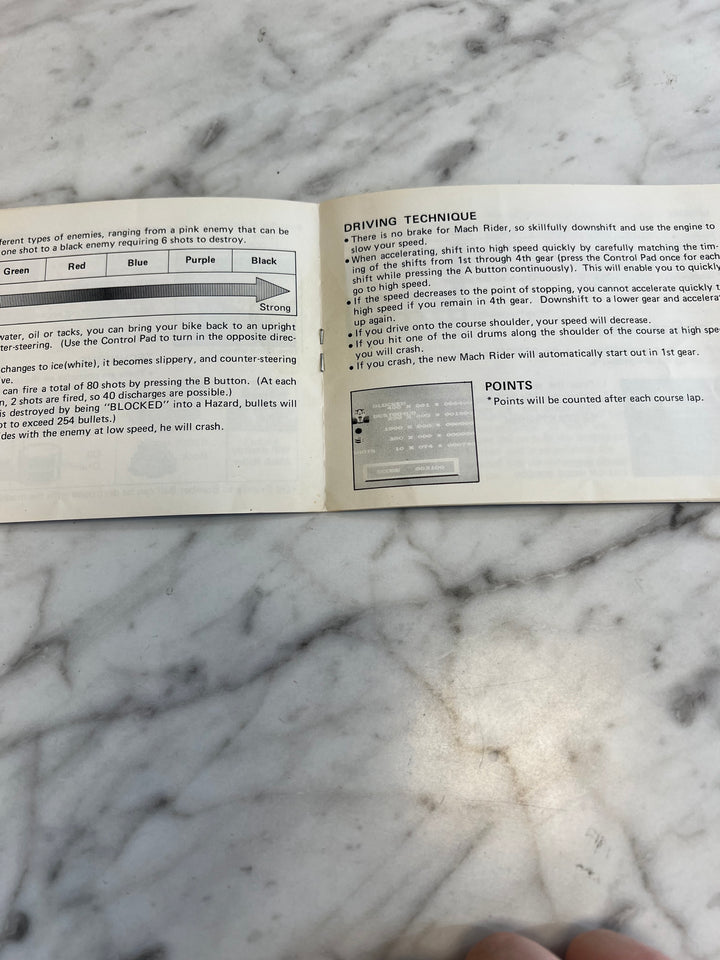 ferent types of enemies, ranging from a pink enemy that can be
one shot to a black enemy requiring 6 shots to destroy.
Green Red Blue Purple Black
Strong
water, oil or tacks, you can bring your bike back to an upright
ter-steering. (Use the Control Pad to turn in the opposite direc-
changes to ice(white), it becomes slippery, and counter-steering
ve.
can fire a total of 80 shots by pressing the B button. (At each
n, 2 shots are fired, so 40 discharges are possible.)
is destroyed by being "BLOCKED" into a Hazard, bullets will
ot to exceed 254 bullets.)
des with the enemy at low speed, he will crash.
DRIVING TECHNIQUE
• There is no brake for Mach Rider, so skillfully downshift and use the engine to
slow your speed.
• When accelerating, shift into high speed quickly by carefully matching the tim-
ing of the shifts from 1st through 4th gear (press the Control Pad once for each
shift while pressing the A button continuously). This will enable you to quickly
go to high speed.
• If the speed decreases to the point of stopping, you cannot accelerate quickly t
high speed if you remain in 4th gear. Downshift to a lower gear and accelera
up again.
• If you drive onto the course shoulder, your speed will decrease.
• If you hit one of the oil drums along the shoulder of the course at high spe
you will crash.
• If you crash, the new Mach Rider will automatically start out in 1st gear.
POINTS
*Points will be counted after each course lap.
BLOCKED